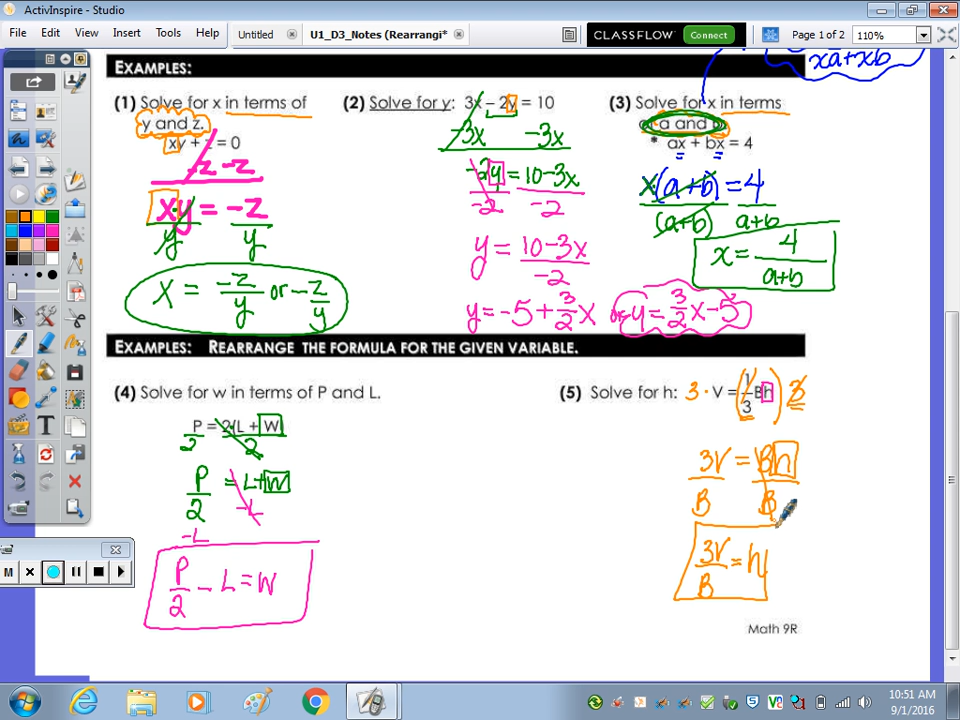 ActivInspire - Studio
File Edit View Insert Tools Help
Untitled
U1_D3_Notes (Rearrangi*
CLASSFLOW Connect
Page 1 of 2
110%
xa+xb
EXAMPLES:
(1) Solve for x in terms of
y and z.
xy + z = 0
-z -z
xy = -z
y y
x = -z/y or -z/y
(2) Solve for y: 3x - 2y = 10
-3x -3x
-2y = 10-3x
-2 -2
y = 10-3x
-2
y = -5 + 3/2 x or y = 3/2 x - 5
(3) Solve for x in terms
a and b
* ax + bx = 4
x(a+b) = 4
(a+b) a+b
x = 4
a+b
EXAMPLES: REARRANGE THE FORMULA FOR THE GIVEN VARIABLE.
(4) Solve for w in terms of P and L.
P = 2(L + W)
2 2
P/2 = L+W
-L -L
P/2 - L = W
(5) Solve for h: 3 · V = (1/3 Bh) 3
3V = Bh
B B
3V/B = h
Math 9R
M
10:51 AM
9/1/2016